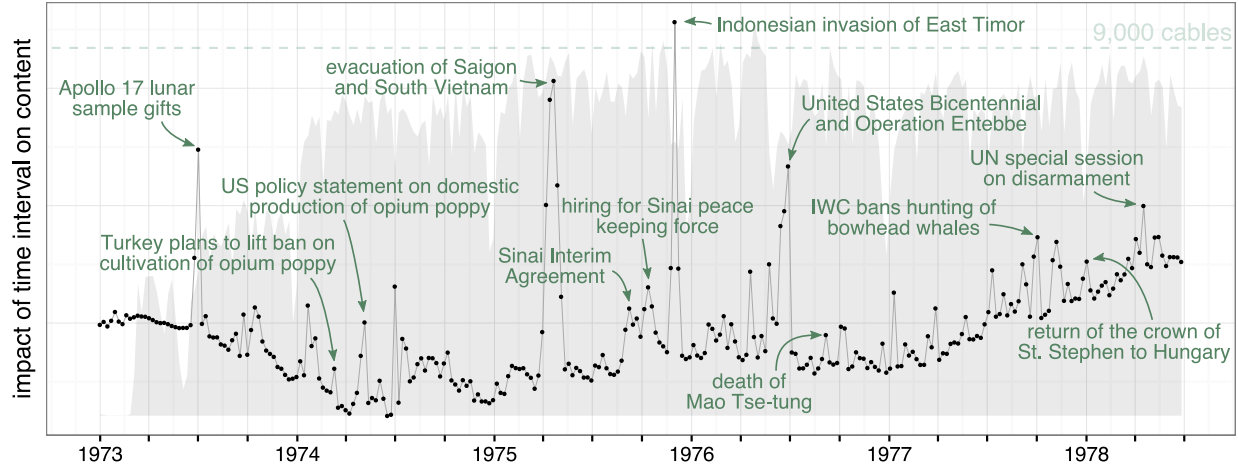 Indonesian invasion of East Timor
9,000 cables
evacuation of Saigon
and South Vietnam
Apollo 17 lunar
sample gifts
United States Bicentennial
and Operation Entebbe
UN special session
on disarmament
US policy statement on domestic
production of opium poppy
hiring for Sinai peace
keeping force
IWC bans hunting of
bowhead whales
Turkey plans to lift ban on
cultivation of opium poppy
Sinai Interim
Agreement
return of the crown of
St. Stephen to Hungary
death of
Mao Tse-tung
impact of time interval on content
1973
1974
1975
1976
1977
1978